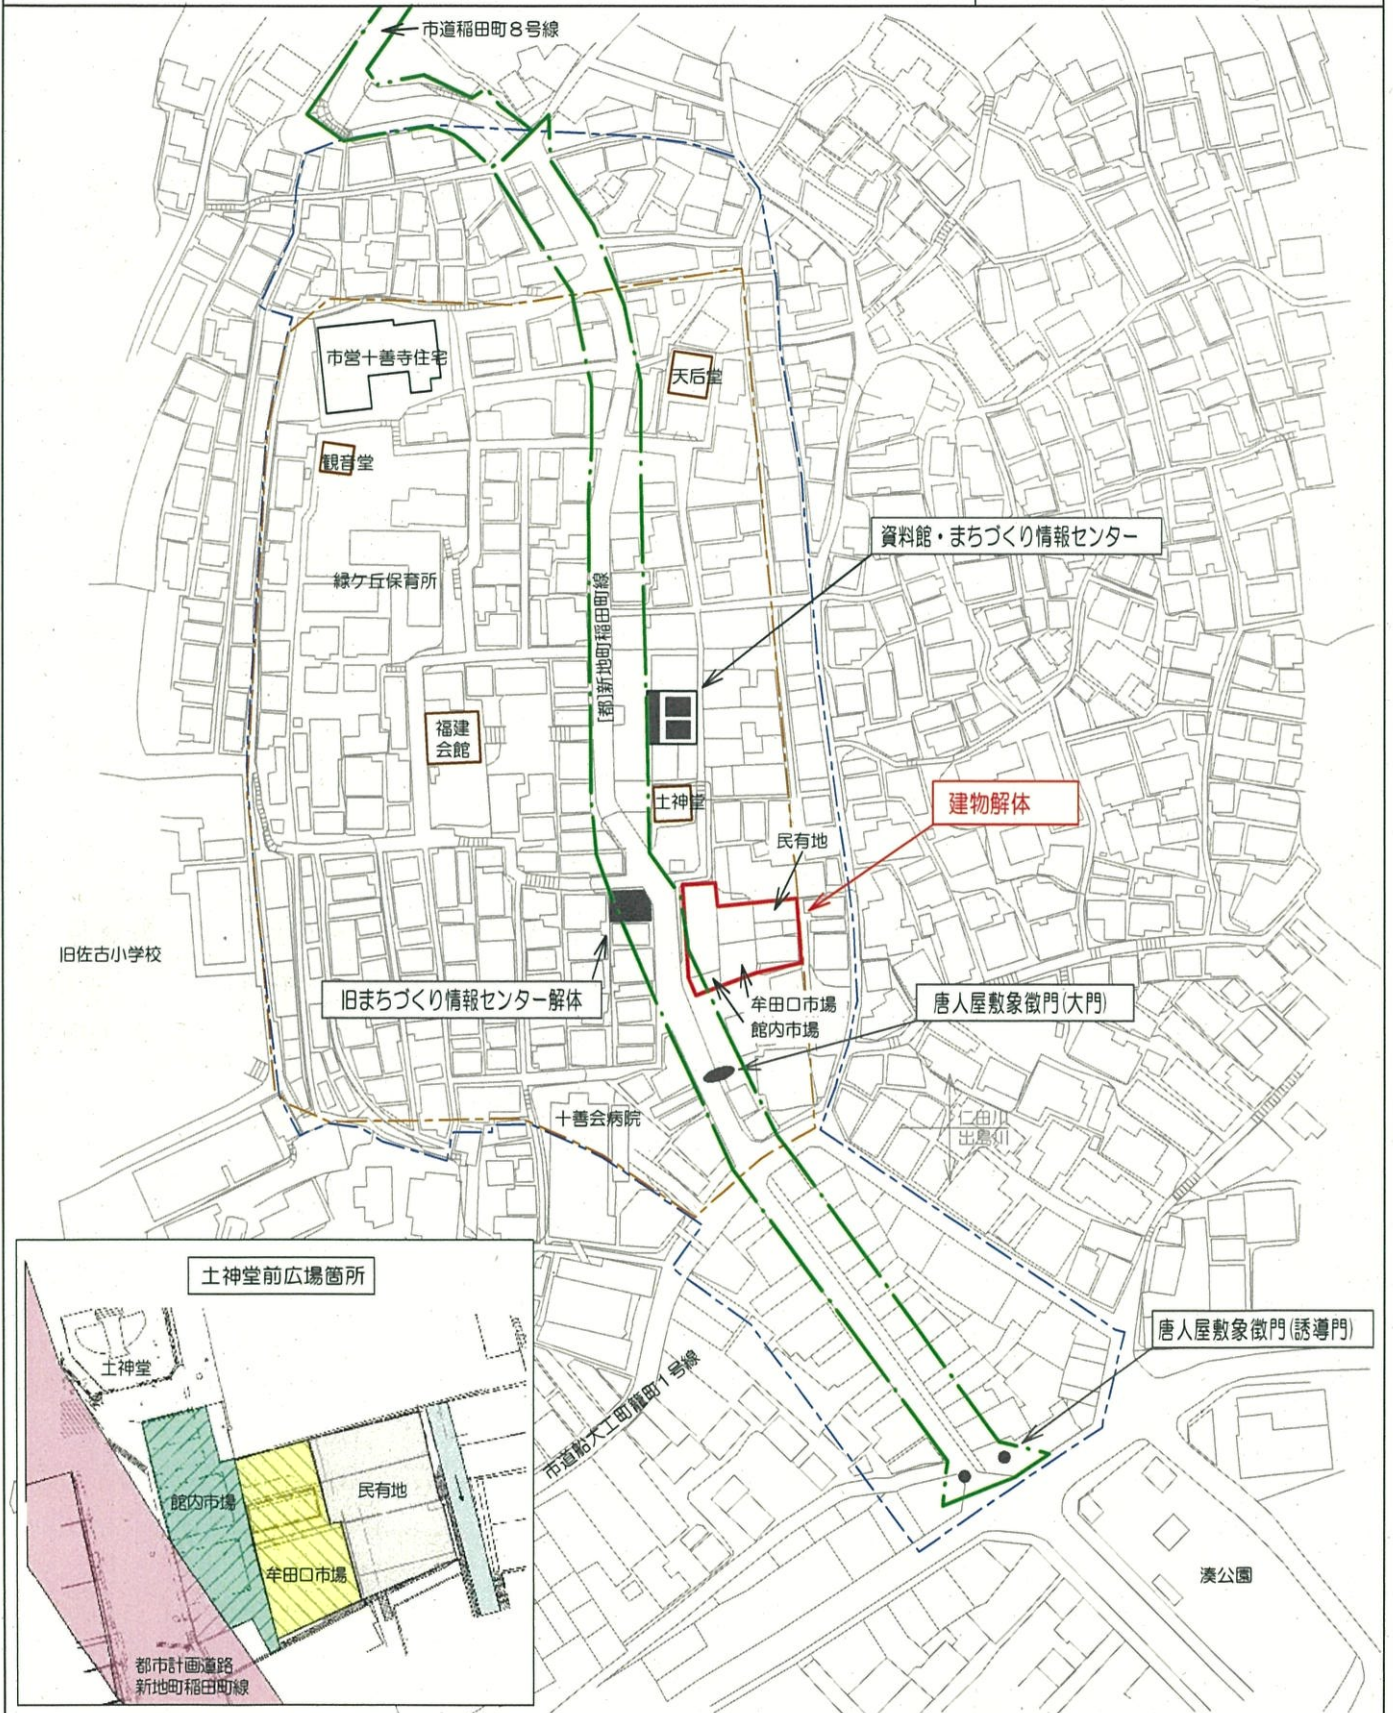 市道稲田町8号線
市営十善寺住宅
天后堂
観音堂
資料館・まちづくり情報センター
緑ケ丘保育所
[都]新地町稲田町線
福建
会館
土神堂
建物解体
民有地
旧佐古小学校
旧まちづくり情報センター解体
牟田口市場
館内市場
唐人屋敷象徴門(大門)
十善会病院
仁田川
出島川
土神堂前広場箇所
土神堂
館内市場
民有地
牟田口市場
都市計画道路
新地町稲田町線
市道船大工町籠町1号線
唐人屋敷象徴門(誘導門)
湊公園